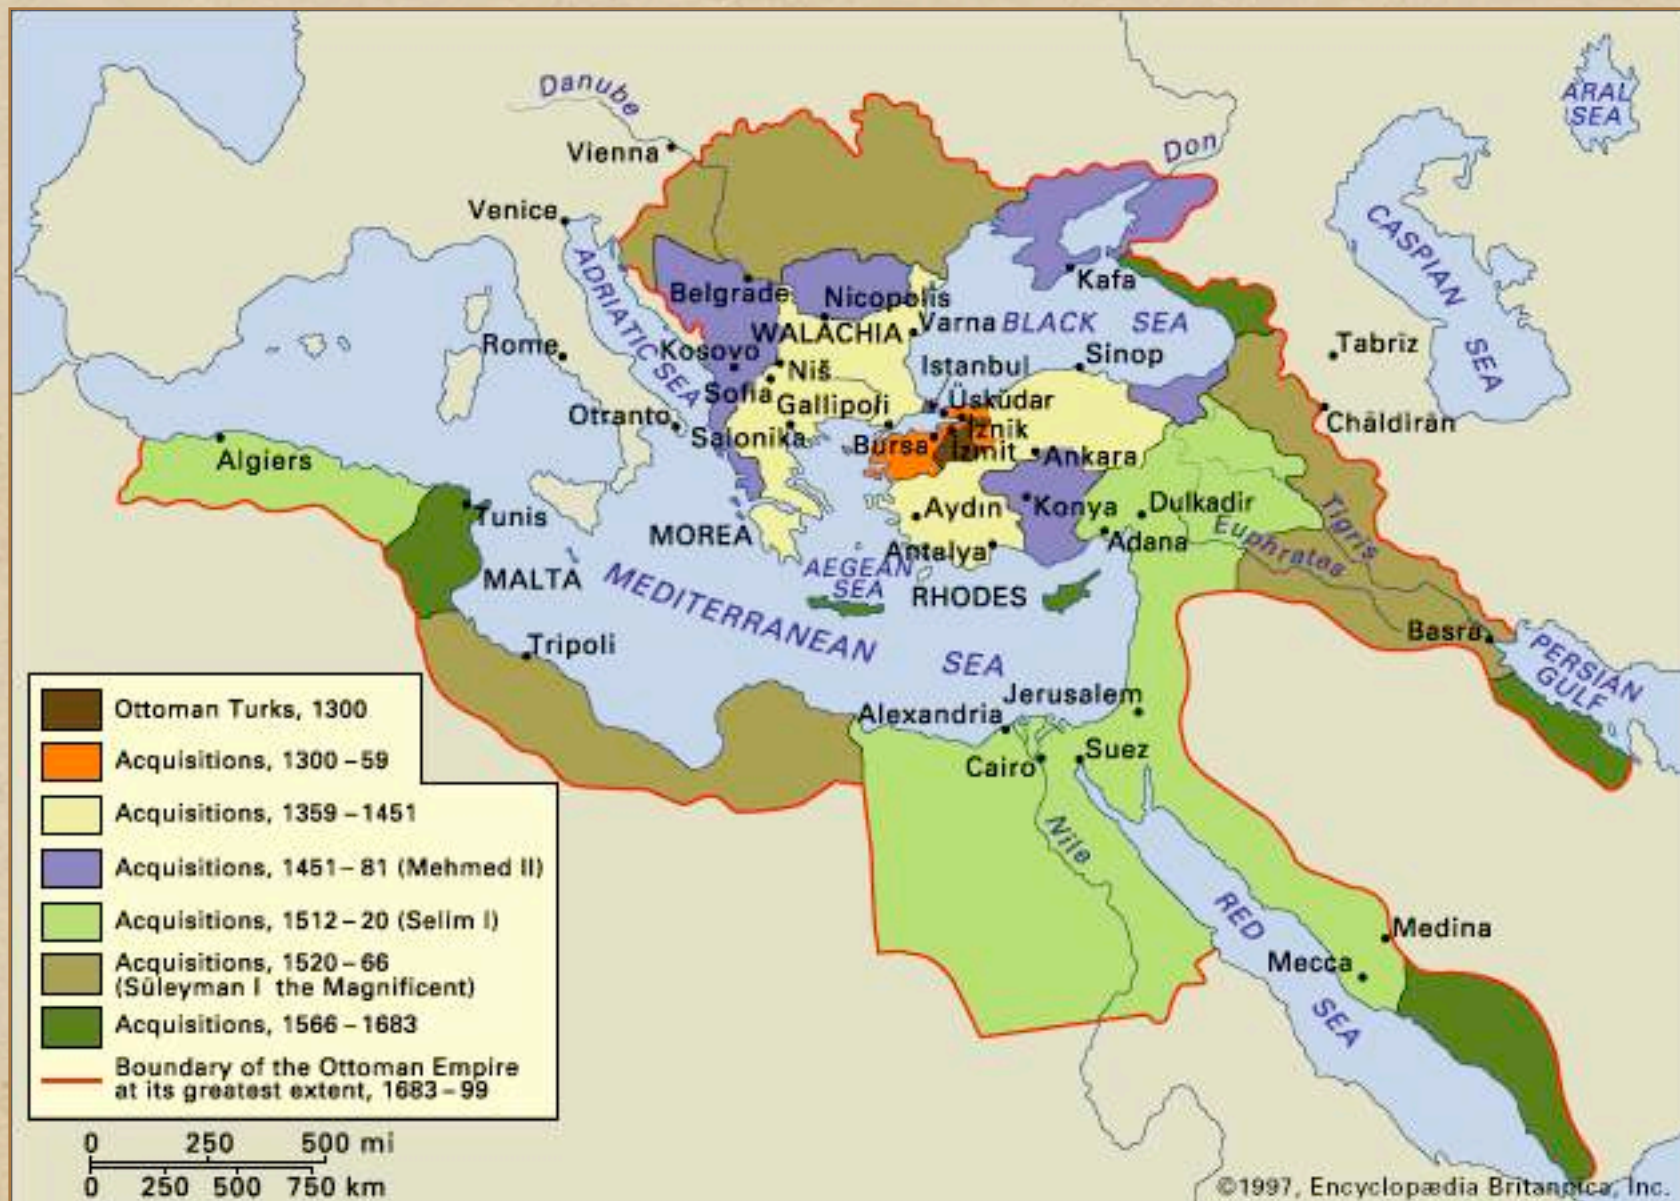 ARAL
SEA
Danube
Vienna
Don
Venice
CASPIAN
SEA
ADRIATIC SEA
Belgrade
Kafa
Nicopolis
WALACHIA
Varna
BLACK SEA
Rome
Kosovo
Niš
Istanbul
Sinop
Tabrīz
Sofia
Gallipoli
Üsküdar
Otranto
Salonika
Bursa
İznik
İzmit
Ankara
Chāldirān
Algiers
Tunis
MOREA
Aydın
Konya
Dulkadir
Tigris
Euphrates
Antalya
Adana
MALTA
AEGEAN
SEA
RHODES
MEDITERRANEAN SEA
Tripoli
Basra
PERSIAN
GULF
Jerusalem
Alexandria
Cairo
Suez
Nile
RED
SEA
Medina
Mecca
Ottoman Turks, 1300
Acquisitions, 1300–59
Acquisitions, 1359–1451
Acquisitions, 1451–81 (Mehmed II)
Acquisitions, 1512–20 (Selim I)
Acquisitions, 1520–66
(Süleyman I the Magnificent)
Acquisitions, 1566–1683
Boundary of the Ottoman Empire
at its greatest extent, 1683–99
0 250 500 mi
0 250 500 750 km
©1997, Encyclopædia Britannica, Inc.